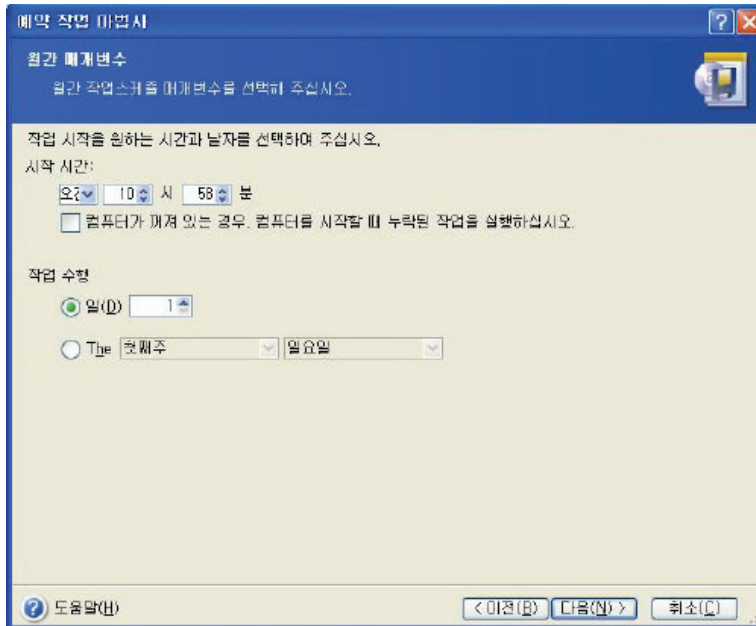 예약 작업 마법사
월간 매개변수
월간 작업스케쥴 매개변수를 선택해 주십시오.
작업 시작을 원하는 시간과 날자를 선택하여 주십시오.
시작 시간:
10 시 58 분
컴퓨터가 꺼져 있는 경우, 컴퓨터를 시작할 때 누락된 작업을 실행하십시오.
작업 수행
일(D) 1
The 첫째주 일요일
도움말(H) < 이전(B) 다음(N) > 취소(C)